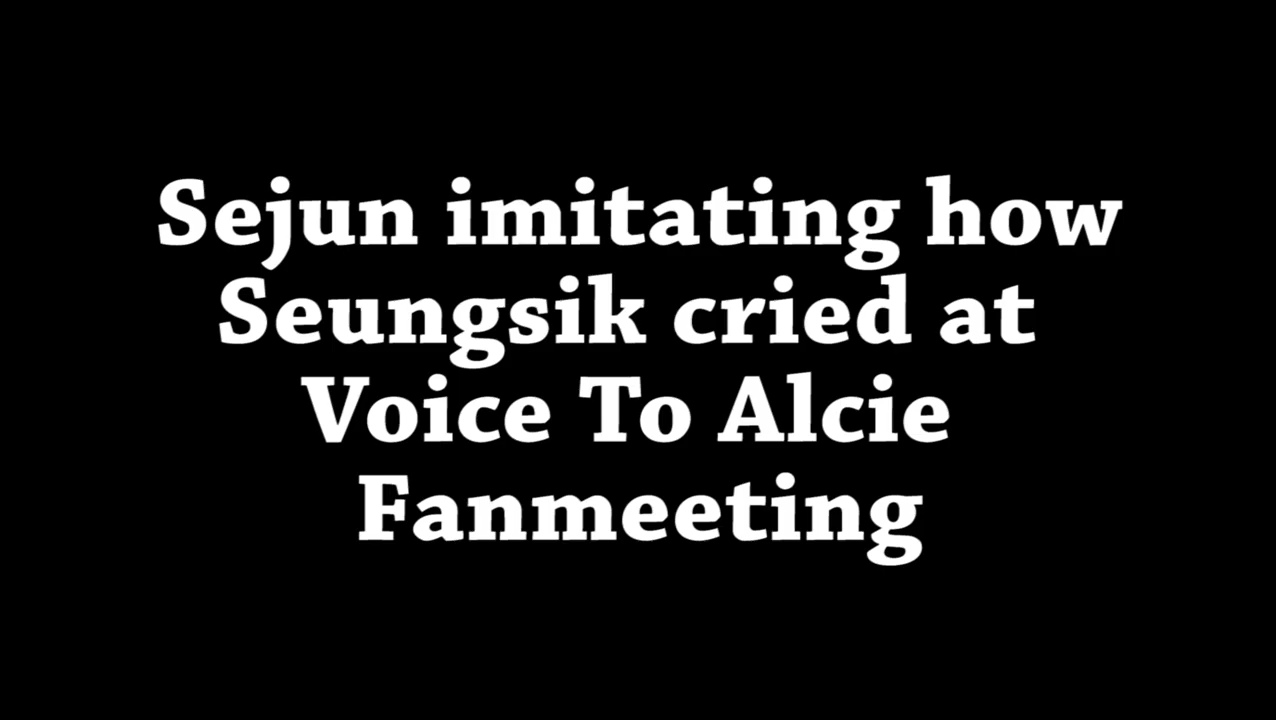 Sejun imitating how
Seungsik cried at
Voice To Alcie
Fanmeeting